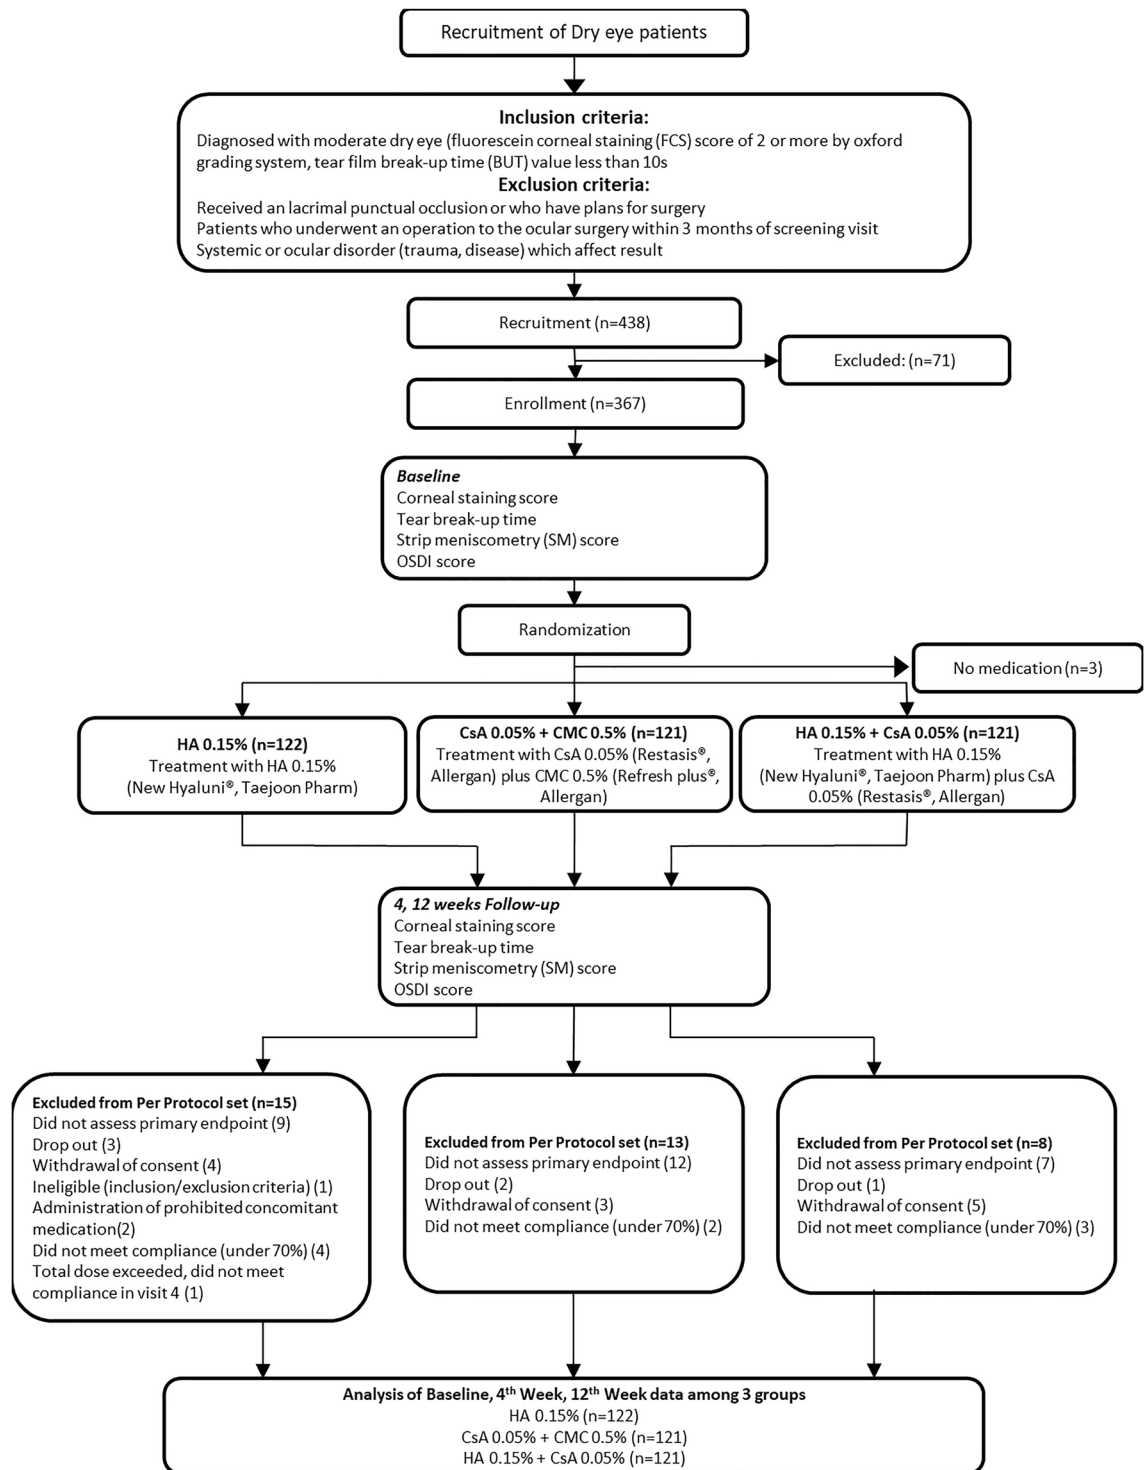 Recruitment of Dry eye patients
Inclusion criteria:
Diagnosed with moderate dry eye (fluorescein corneal staining (FCS) score of 2 or more by oxford
grading system, tear film break-up time (BUT) value less than 10s
Exclusion criteria:
Received an lacrimal punctual occlusion or who have plans for surgery
Patients who underwent an operation to the ocular surgery within 3 months of screening visit
Systemic or ocular disorder (trauma, disease) which affect result
Recruitment (n=438)
Excluded: (n=71)
Enrollment (n=367)
Baseline
Corneal staining score
Tear break-up time
Strip meniscometry (SM) score
OSDI score
Randomization
No medication (n=3)
HA 0.15% (n=122)
Treatment with HA 0.15%
(New Hyaluni®, Taejoon Pharm)
CsA 0.05% + CMC 0.5% (n=121)
Treatment with CsA 0.05% (Restasis®,
Allergan) plus CMC 0.5% (Refresh plus®,
Allergan)
HA 0.15% + CsA 0.05% (n=121)
Treatment with HA 0.15%
(New Hyaluni®, Taejoon Pharm) plus CsA
0.05% (Restasis®, Allergan)
4, 12 weeks Follow-up
Corneal staining score
Tear break-up time
Strip meniscometry (SM) score
OSDI score
Excluded from Per Protocol set (n=15)
Did not assess primary endpoint (9)
Drop out (3)
Withdrawal of consent (4)
Ineligible (inclusion/exclusion criteria) (1)
Administration of prohibited concomitant
medication(2)
Did not meet compliance (under 70%) (4)
Total dose exceeded, did not meet
compliance in visit 4 (1)
Excluded from Per Protocol set (n=13)
Did not assess primary endpoint (12)
Drop out (2)
Withdrawal of consent (3)
Did not meet compliance (under 70%) (2)
Excluded from Per Protocol set (n=8)
Did not assess primary endpoint (7)
Drop out (1)
Withdrawal of consent (5)
Did not meet compliance (under 70%) (3)
Analysis of Baseline, 4th Week, 12th Week data among 3 groups
HA 0.15% (n=122)
CsA 0.05% + CMC 0.5% (n=121)
HA 0.15% + CsA 0.05% (n=121)